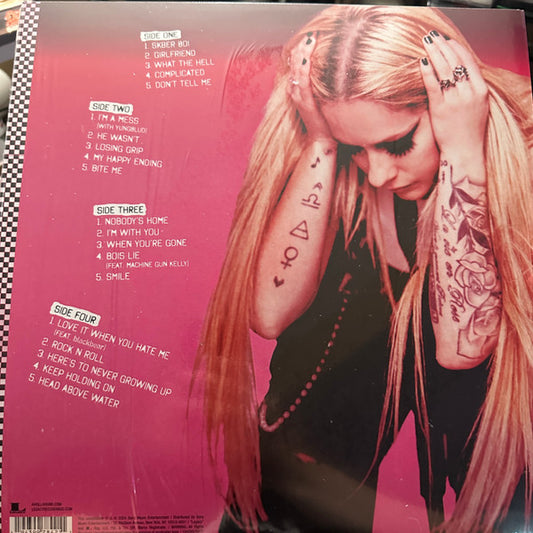 SIDE ONE
1. SK8ER BOI
2. GIRLFRIEND
3. WHAT THE HELL
4. COMPLICATED
5. DON'T TELL ME
SIDE TWO
1. I'M A MESS
(WITH YUNGBLUD)
2. HE WASN'T
3. LOSING GRIP
4. MY HAPPY ENDING
5. BITE ME
SIDE THREE
1. NOBODY'S HOME
2. I'M WITH YOU
3. WHEN YOU'RE GONE
4. BOIS LIE
(FEAT. MACHINE GUN KELLY)
5. SMILE
SIDE FOUR
1. LOVE IT WHEN YOU HATE ME
(FEAT. blackbear)
2. ROCK N ROLL
3. HERE'S TO NEVER GROWING UP
4. KEEP HOLDING ON
5. HEAD ABOVE WATER